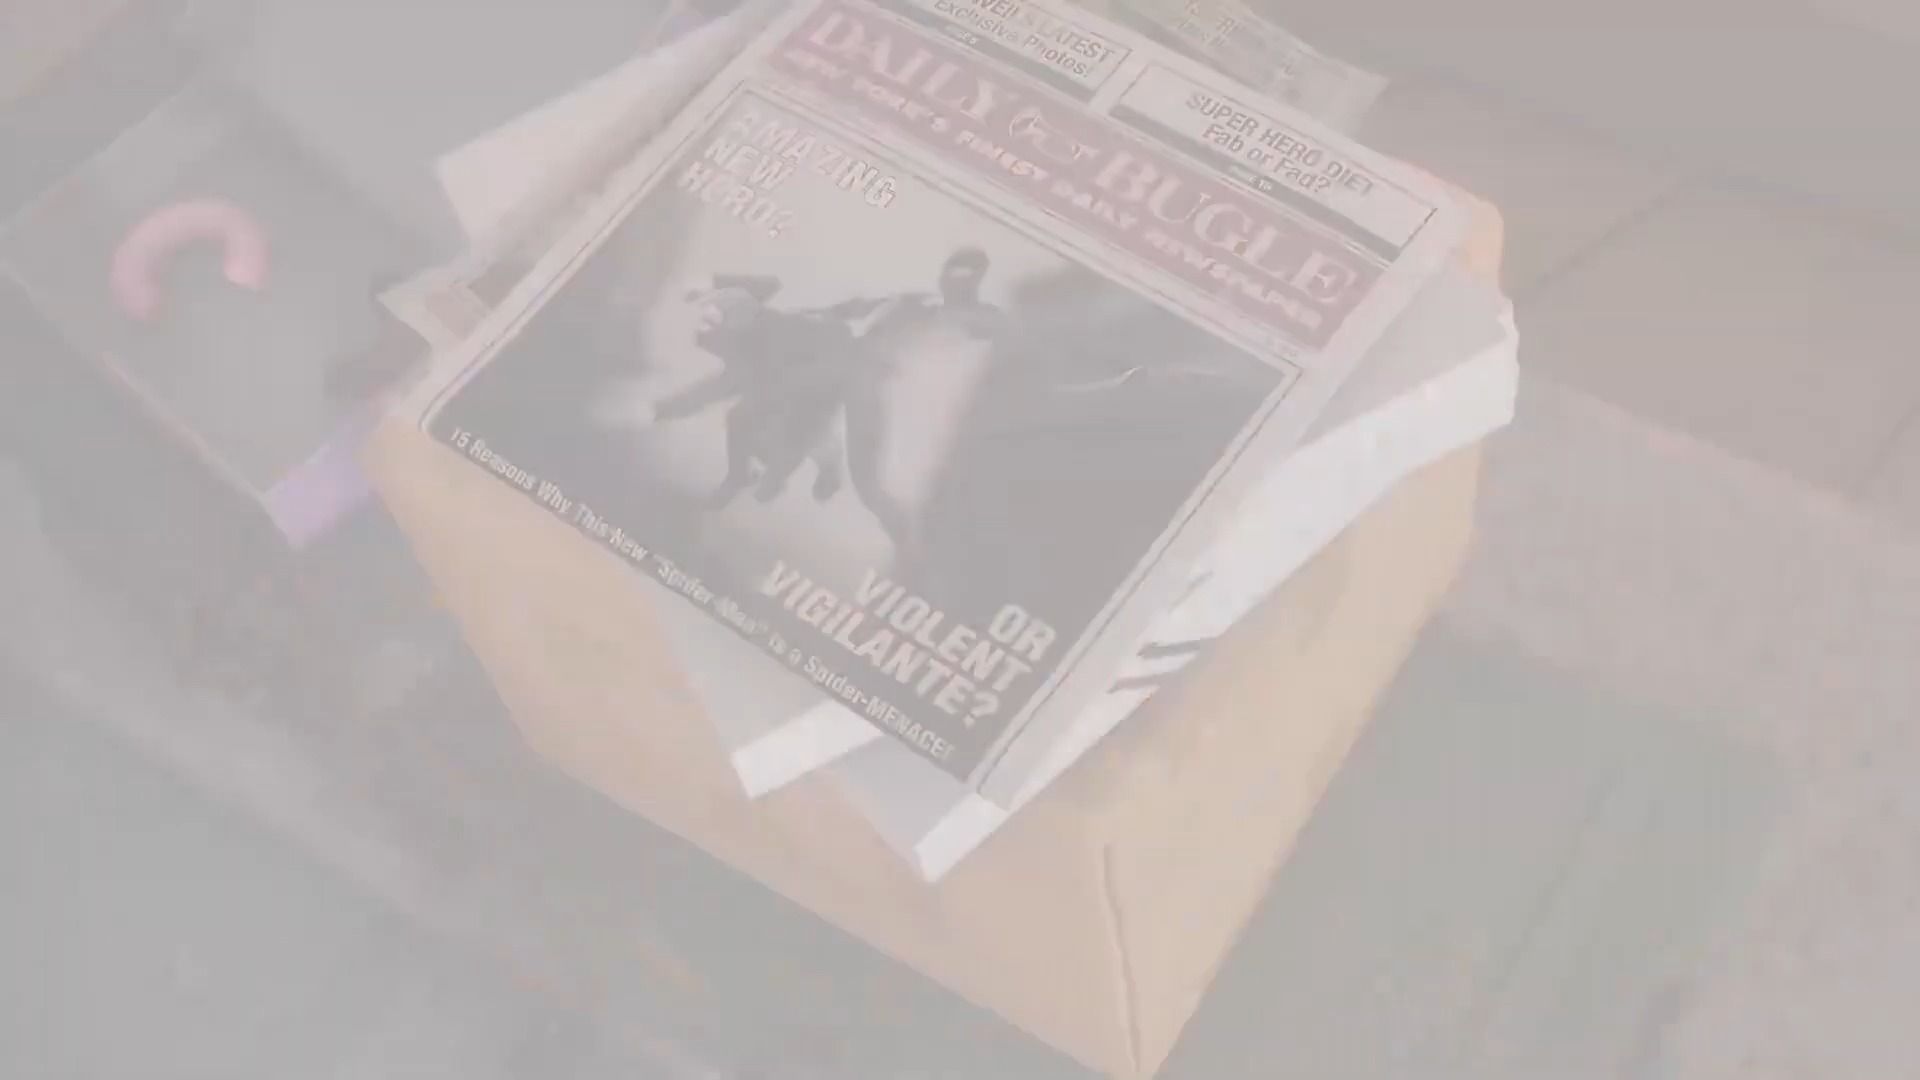 LATEST
Exclusive Photos!
SUPER HERO DIET
Fab or Fad?
DAILY BUGLE
NEW YORK'S FINEST DAILY NEWSPAPER
AMAZING
NEW
HERO?
OR
VIOLENT
VIGILANTE?
15 Reasons Why This New "Spider-Man" is a Spider-MENACE!